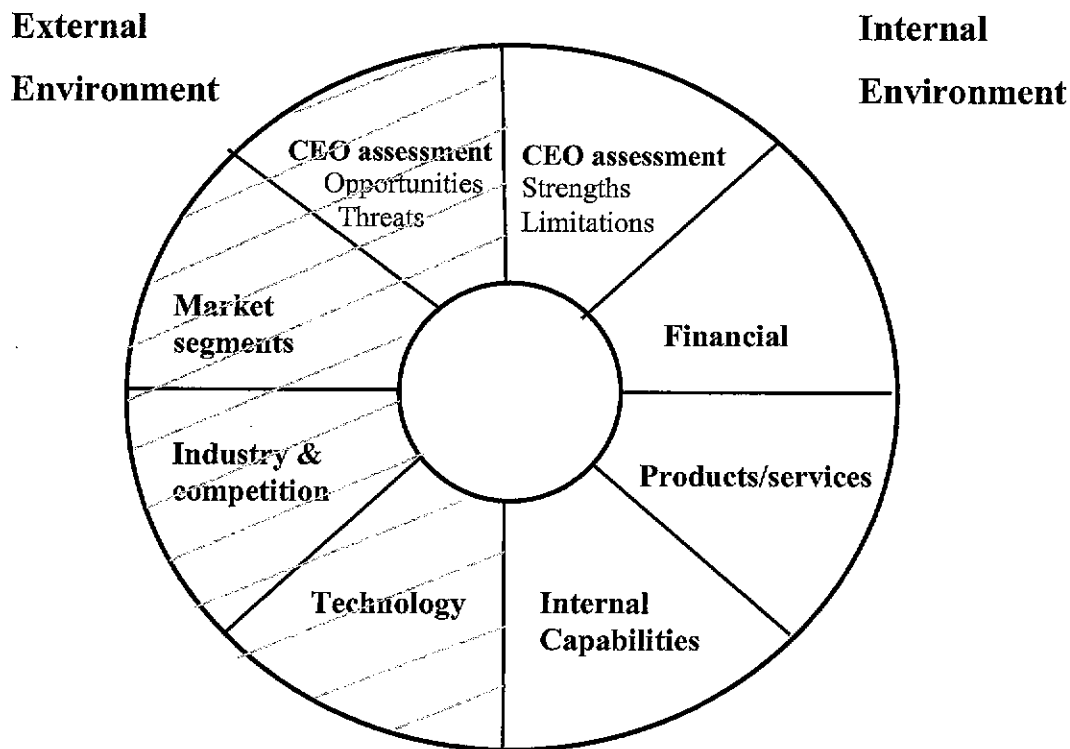 External
Environment
Internal
Environment
CEO assessment
Opportunities
Threats
CEO assessment
Strengths
Limitations
Market
segments
Financial
Industry &
competition
Products/services
Technology
Internal
Capabilities